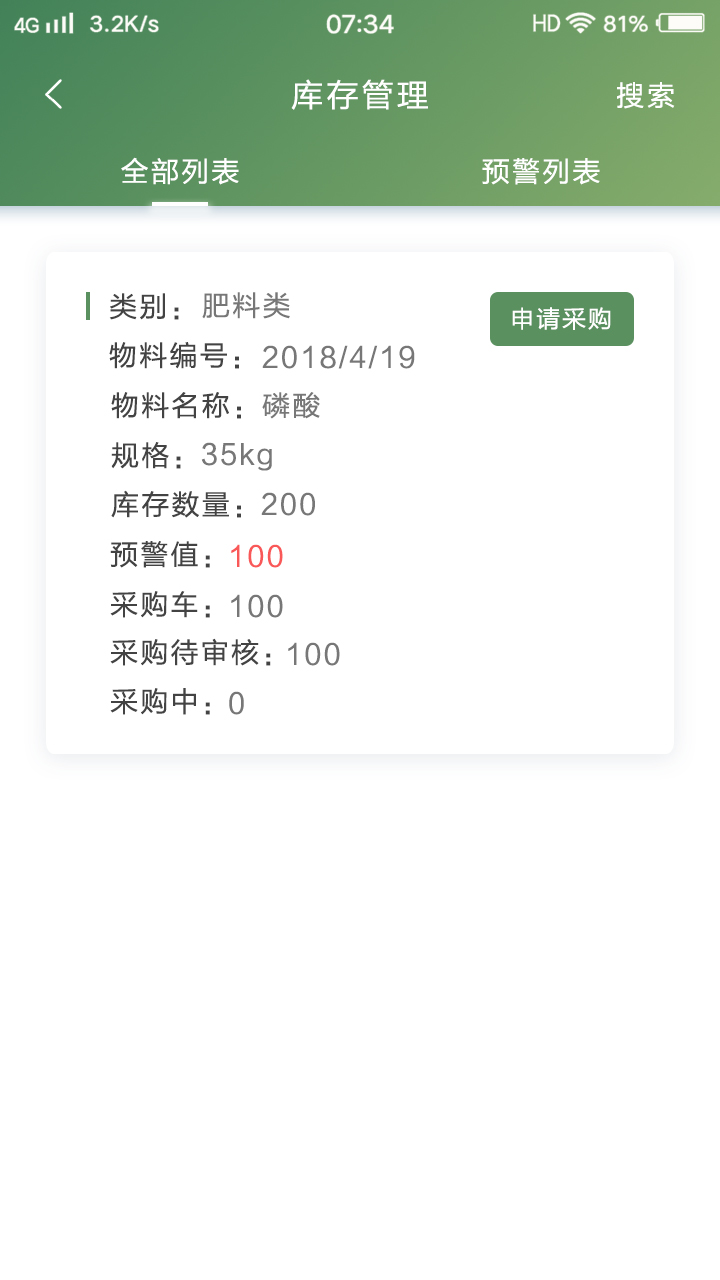 4G 3.2K/s 07:34 HD 81%
库存管理 搜索
全部列表 预警列表
类别：肥料类 申请采购
物料编号：2018/4/19
物料名称：磷酸
规格：35kg
库存数量：200
预警值：100
采购车：100
采购待审核：100
采购中：0